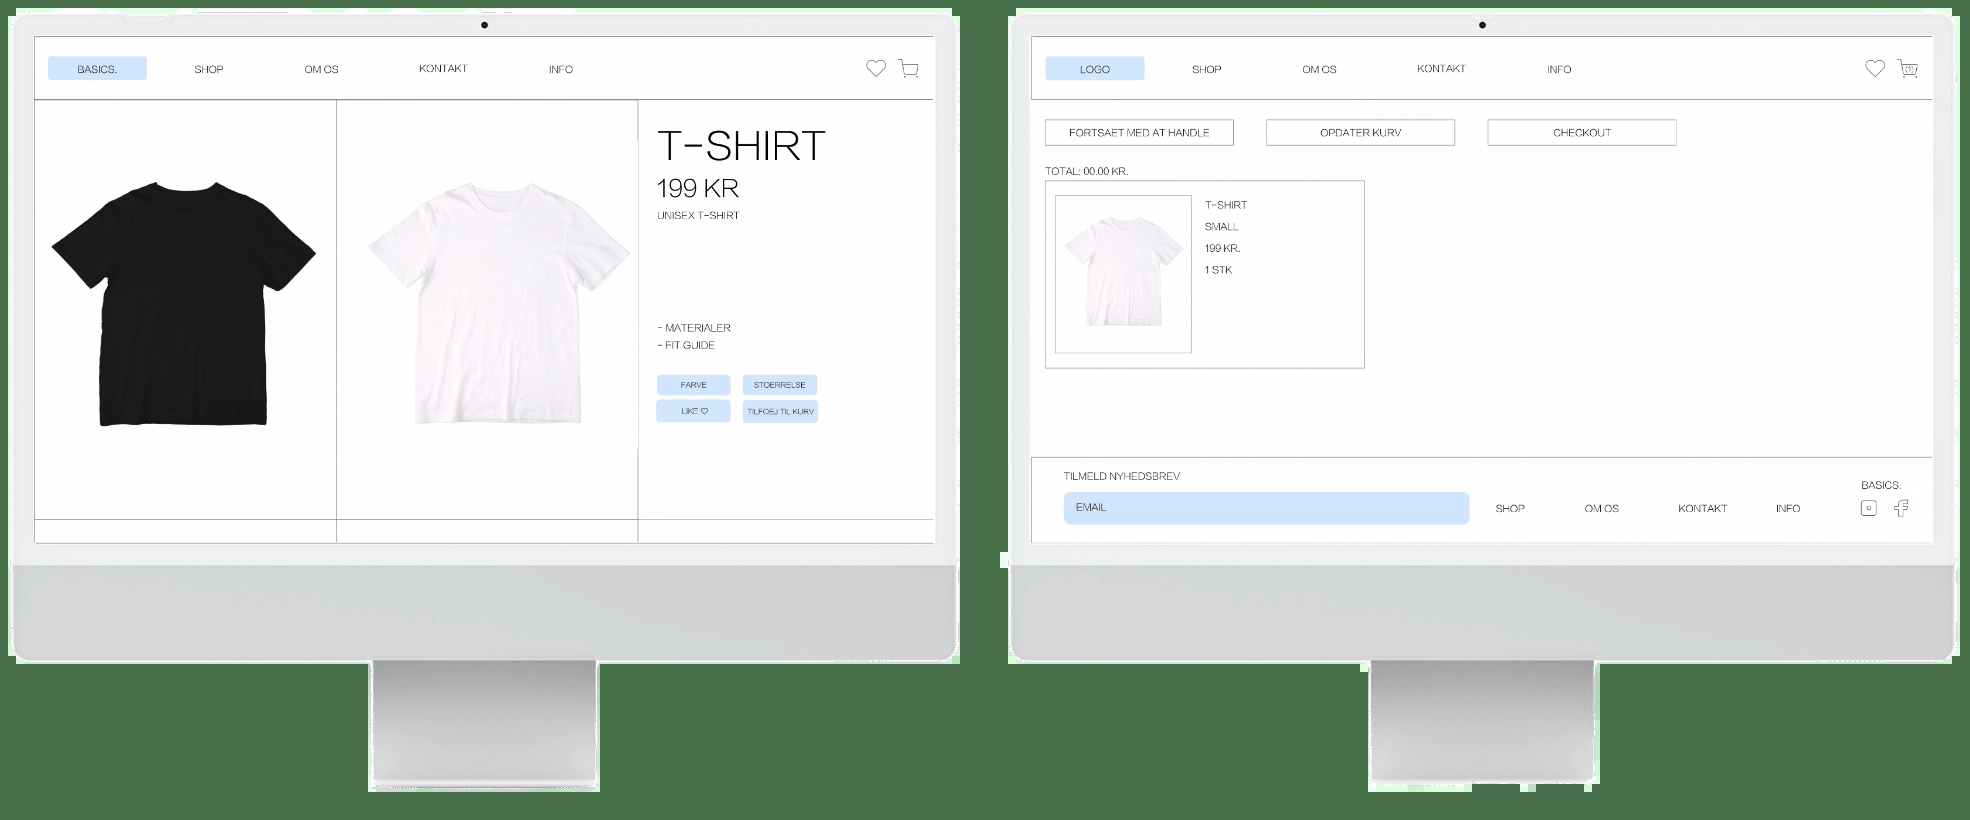 BASICS.
SHOP
OM OS
KONTAKT
INFO
T-SHIRT
199 KR
UNISEX T-SHIRT
- MATERIALER
- FIT GUIDE
FARVE
STOERRELSE
LIKE ♡
TILFOEJ TIL KURV
LOGO
SHOP
OM OS
KONTAKT
INFO
(1)
FORTSAET MED AT HANDLE
OPDATER KURV
CHECKOUT
TOTAL: 00.00 KR.
T-SHIRT
SMALL
199 KR.
1 STK
TILMELD NYHEDSBREV
EMAIL
SHOP
OM OS
KONTAKT
INFO
BASICS.